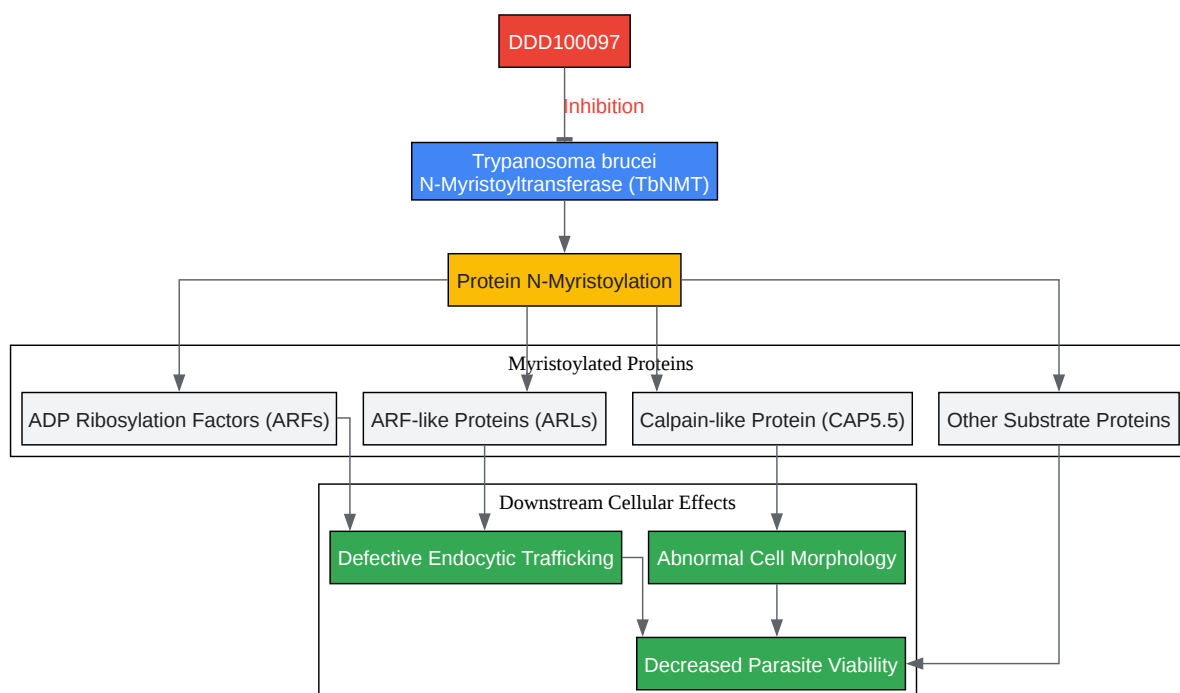 DDD100097
Inhibition
Trypanosoma brucei
N-Myristoyltransferase (TbNMT)
Protein N-Myristoylation
Myristoylated Proteins
ADP Ribosylation Factors (ARFs)
ARF-like Proteins (ARLs)
Calpain-like Protein (CAP5.5)
Other Substrate Proteins
Downstream Cellular Effects
Defective Endocytic Trafficking
Abnormal Cell Morphology
Decreased Parasite Viability